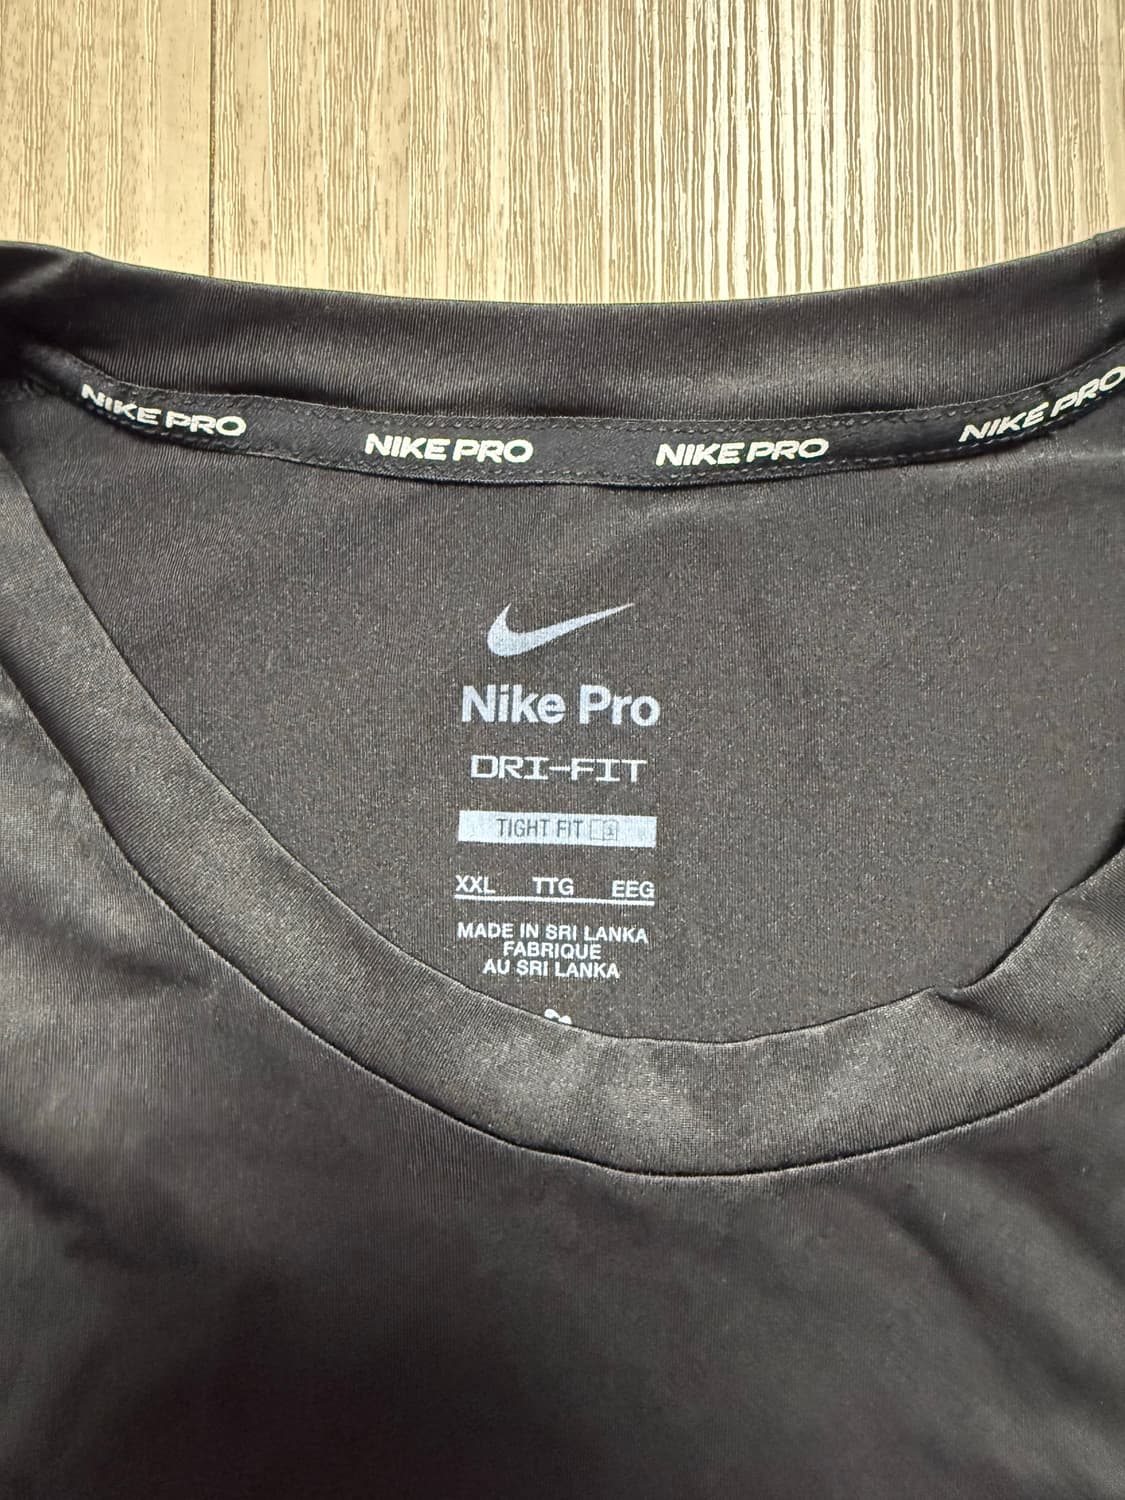 NIKE PRO NIKE PRO NIKE PRO NIKE PRO
Nike Pro
DRI-FIT
TIGHT FIT
XXL TTG EEG
MADE IN SRI LANKA
FABRIQUE
AU SRI LANKA